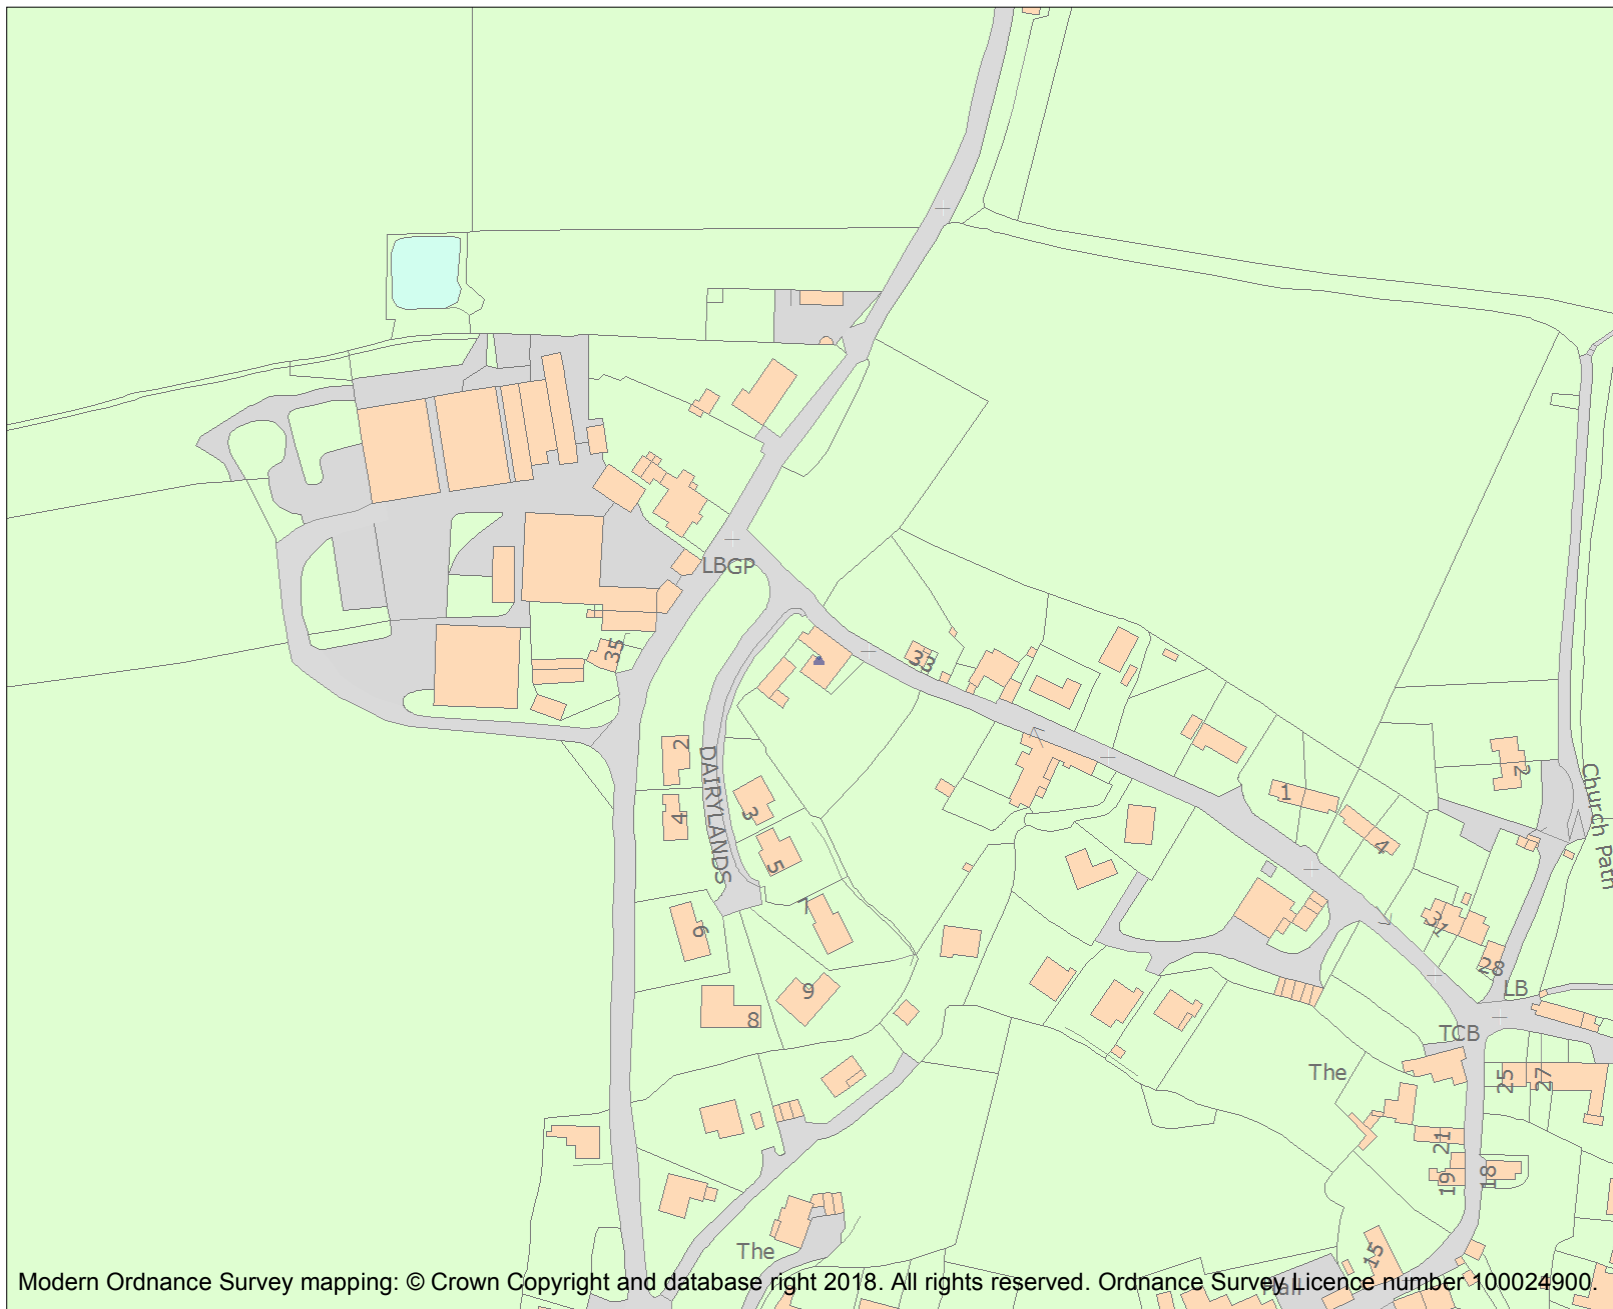 LBGP
35
33
2
DAIRYLANDS
4
3
5
7
6
9
8
1
4
2
Church Path
31
28
LB
TCB
The
25
27
21
19
18
15
The
Hall
Modern Ordnance Survey mapping: © Crown Copyright and database right 2018. All rights reserved. Ordnance Survey Licence number 100024900.